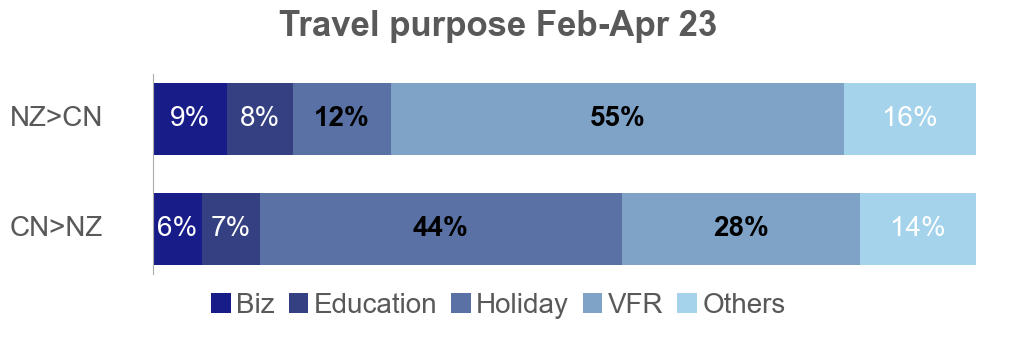 Travel purpose Feb-Apr 23
NZ>CN 9% 8% 12% 55% 16%
CN>NZ 6% 7% 44% 28% 14%
Biz Education Holiday VFR Others